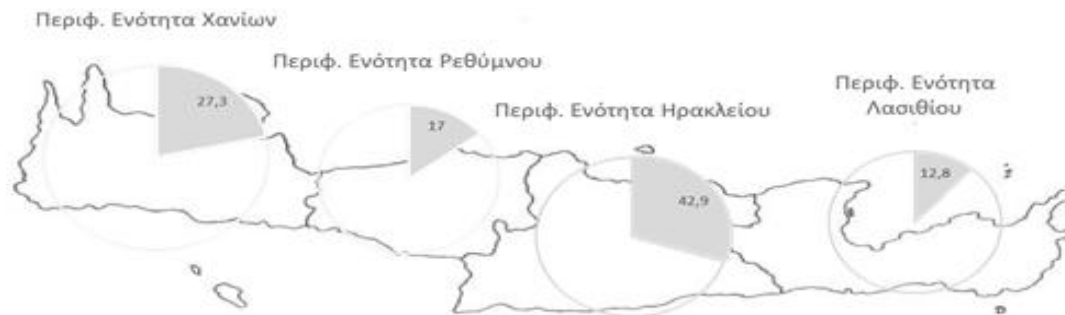 Περιφ. Ενότητα Χανίων
Περιφ. Ενότητα Ρεθύμνου
Περιφ. Ενότητα
Λασιθίου
Περιφ. Ενότητα Ηρακλείου
27,3
17
42,9
12,8